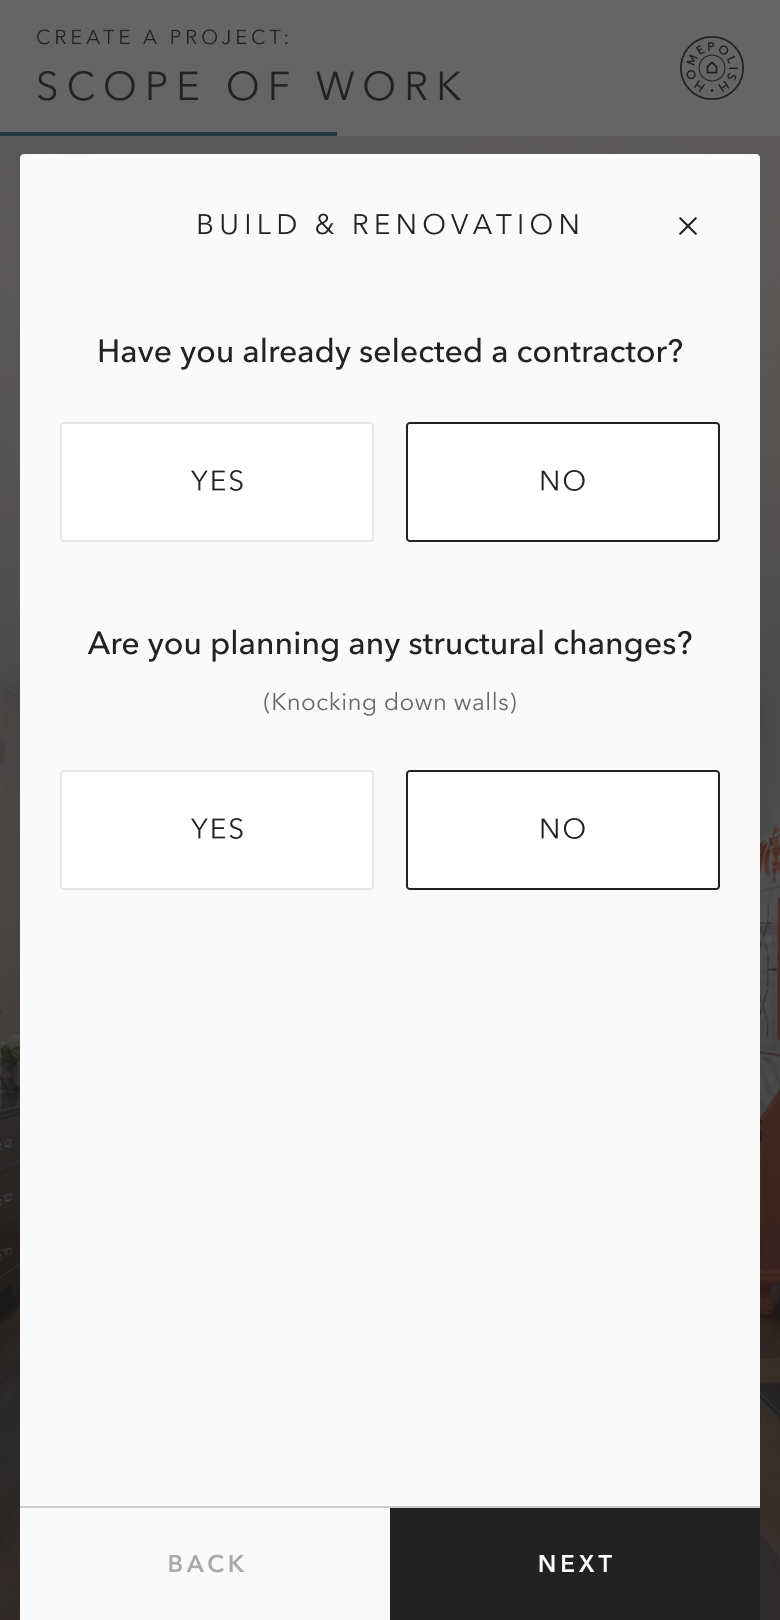 CREATE A PROJECT:
SCOPE OF WORK
HOMEPOLISH
BUILD & RENOVATION
Have you already selected a contractor?
YES
NO
Are you planning any structural changes?
(Knocking down walls)
YES
NO
BACK
NEXT